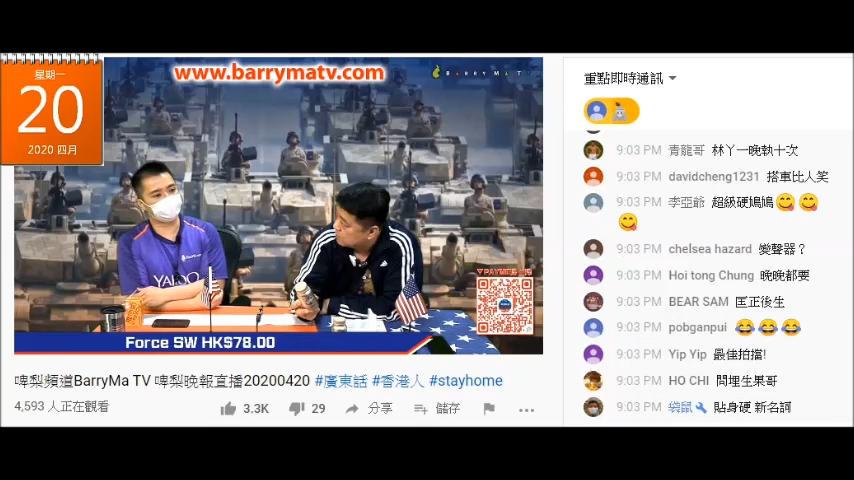 www.barrymatv.com
BARRYMAT
星期一
20
2020 四月
YAHOO!
Force SW HK$78.00
啤梨頻道BarryMa TV 啤梨晚報直播20200420 #廣東話 #香港人 #stayhome
4,593 人正在觀看
3.3K
29
分享
儲存
重點即時通訊
9:03 PM 青龍哥 林丫一晚執十次
9:03 PM davidcheng1231 搭車比人笑
9:03 PM 李亞爺 超級硬鳩鳩😋😋
😋
9:03 PM chelsea hazard 變聲器？
9:03 PM Hoi tong Chung 晚晚都要
9:03 PM BEAR SAM 匡正後生
9:03 PM pobganpui 😂😂😂
9:03 PM Yip Yip 最佳拍擋!
9:03 PM HO CHI 問埋生果哥
9:03 PM 袋鼠 貼身硬 新名詞